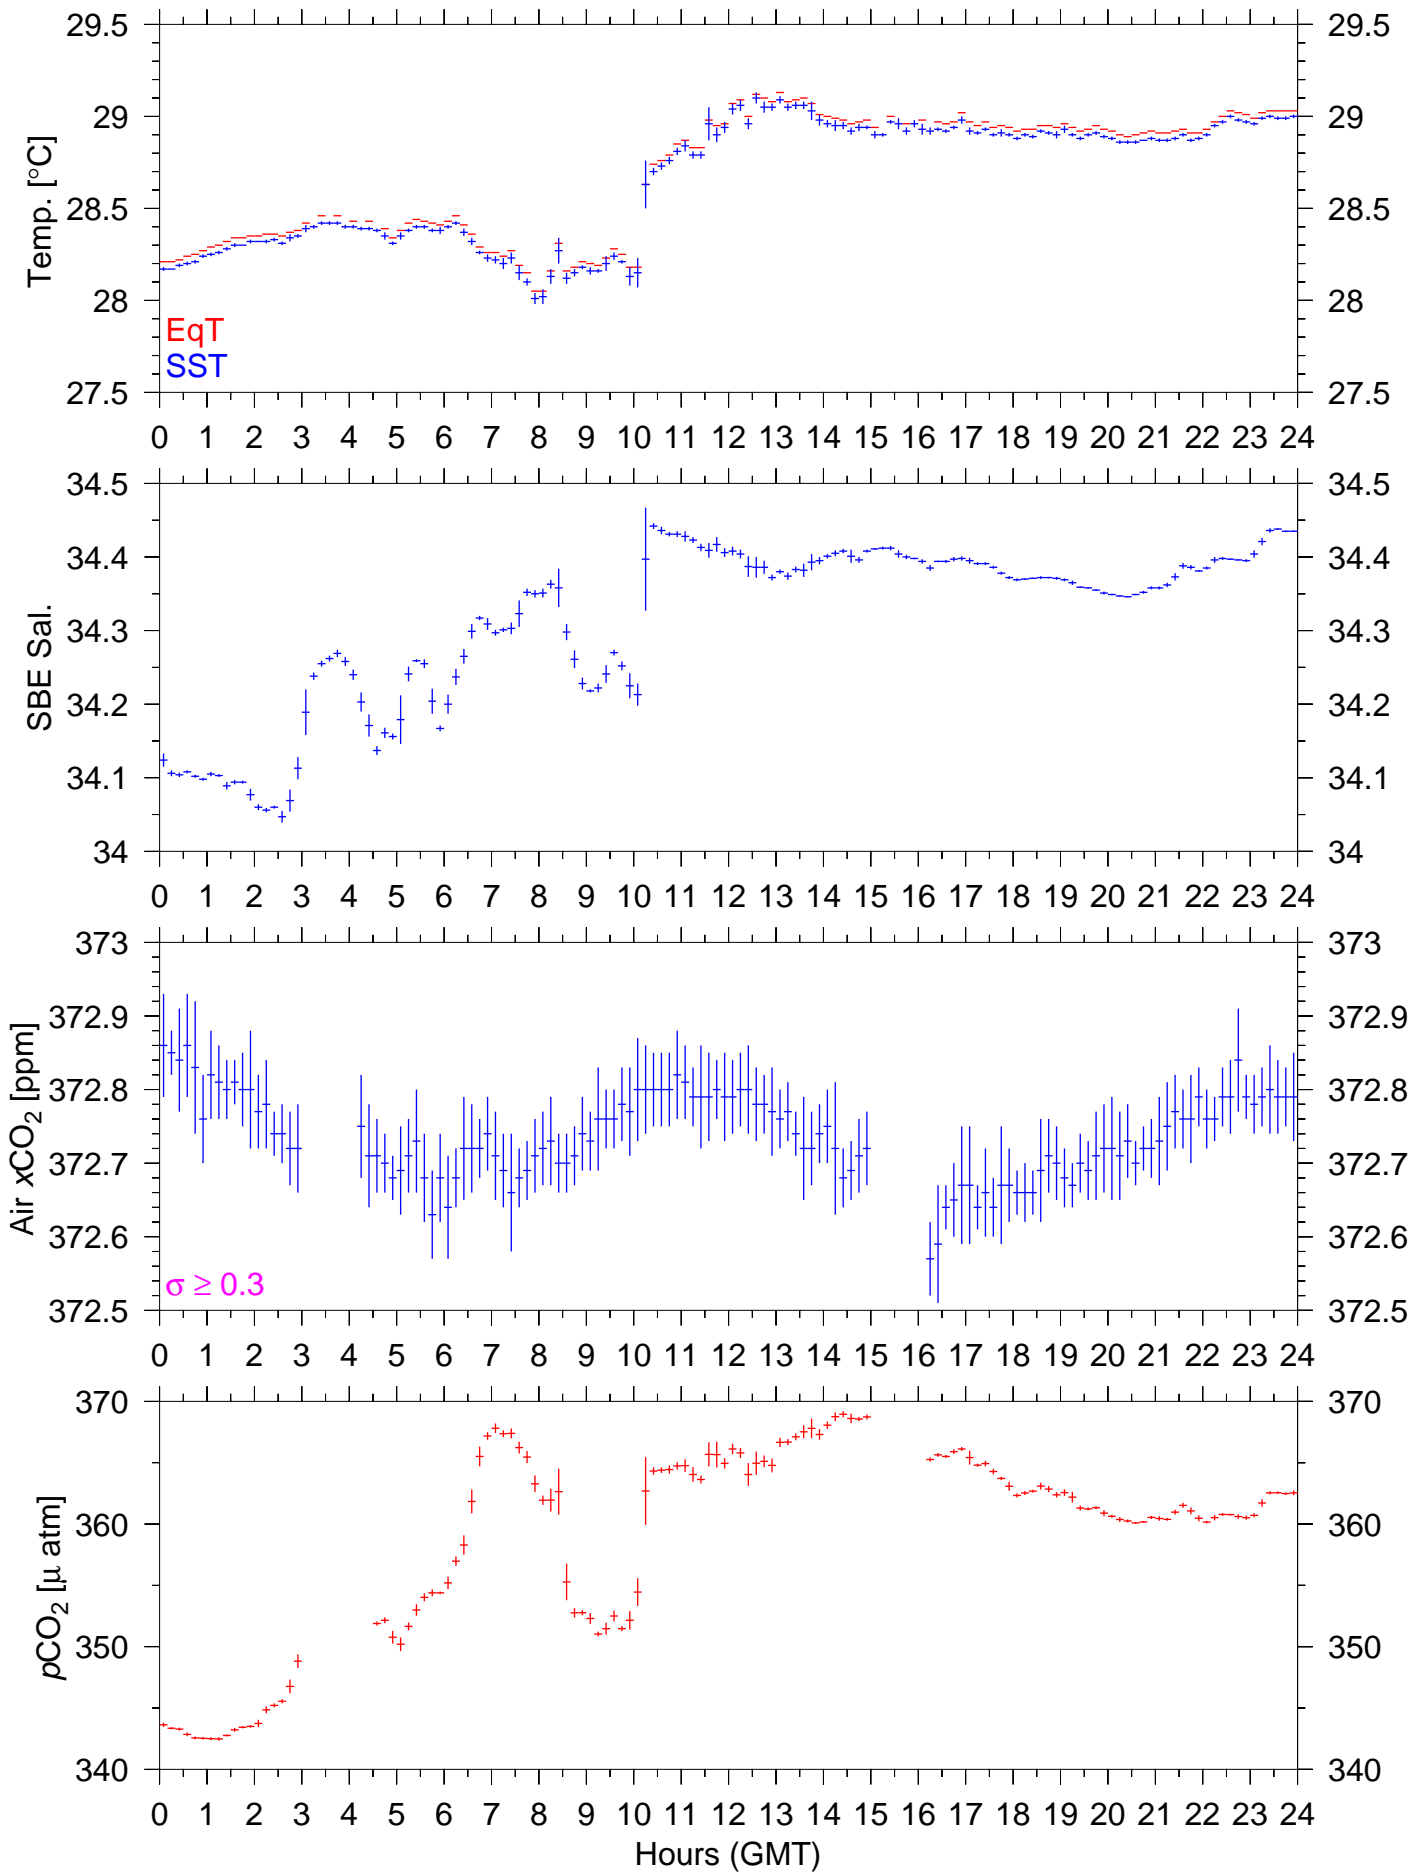 29.5 29.5
29 29
28.5 28.5
28 28
27.5 27.5
Temp. [°C]
EqT
SST
0 1 2 3 4 5 6 7 8 9 10 11 12 13 14 15 16 17 18 19 20 21 22 23 24
34.5 34.5
34.4 34.4
34.3 34.3
34.2 34.2
34.1 34.1
34 34
SBE Sal.
0 1 2 3 4 5 6 7 8 9 10 11 12 13 14 15 16 17 18 19 20 21 22 23 24
373 373
372.9 372.9
372.8 372.8
372.7 372.7
372.6 372.6
372.5 372.5
Air xCO₂ [ppm]
σ ≥ 0.3
0 1 2 3 4 5 6 7 8 9 10 11 12 13 14 15 16 17 18 19 20 21 22 23 24
370 370
360 360
350 350
340 340
pCO₂ [μ atm]
0 1 2 3 4 5 6 7 8 9 10 11 12 13 14 15 16 17 18 19 20 21 22 23 24
Hours (GMT)